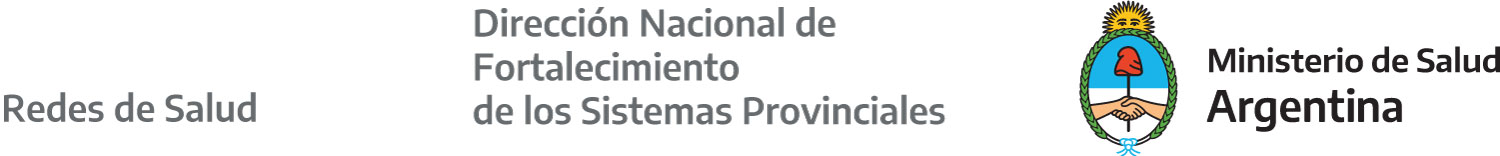 Redes de Salud
Dirección Nacional de
Fortalecimiento
de los Sistemas Provinciales
Ministerio de Salud
Argentina